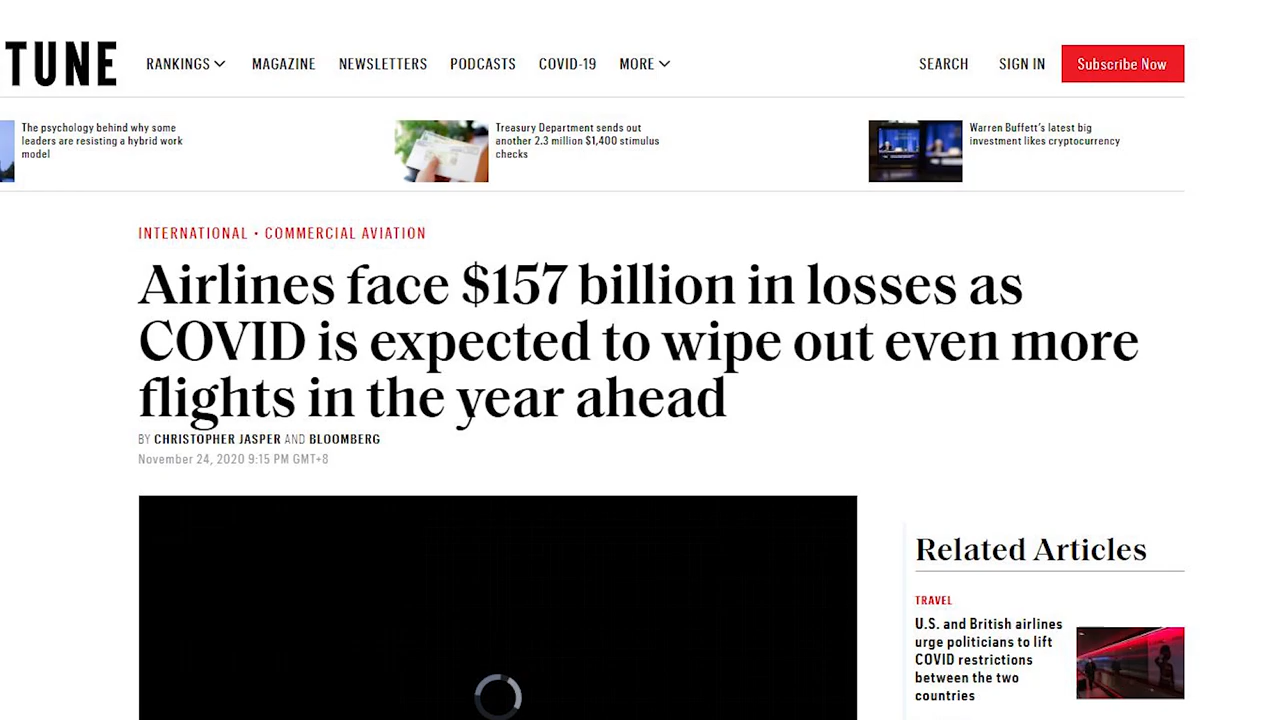 TUNE
RANKINGS MAGAZINE NEWSLETTERS PODCASTS COVID-19 MORE SEARCH SIGN IN Subscribe Now
The psychology behind why some
leaders are resisting a hybrid work
model
Treasury Department sends out
another 2.3 million $1,400 stimulus
checks
Warren Buffett's latest big
investment likes cryptocurrency
INTERNATIONAL • COMMERCIAL AVIATION
Airlines face $157 billion in losses as
COVID is expected to wipe out even more
flights in the year ahead
BY CHRISTOPHER JASPER AND BLOOMBERG
November 24, 2020 9:15 PM GMT+8
Related Articles
TRAVEL
U.S. and British airlines
urge politicians to lift
COVID restrictions
between the two
countries